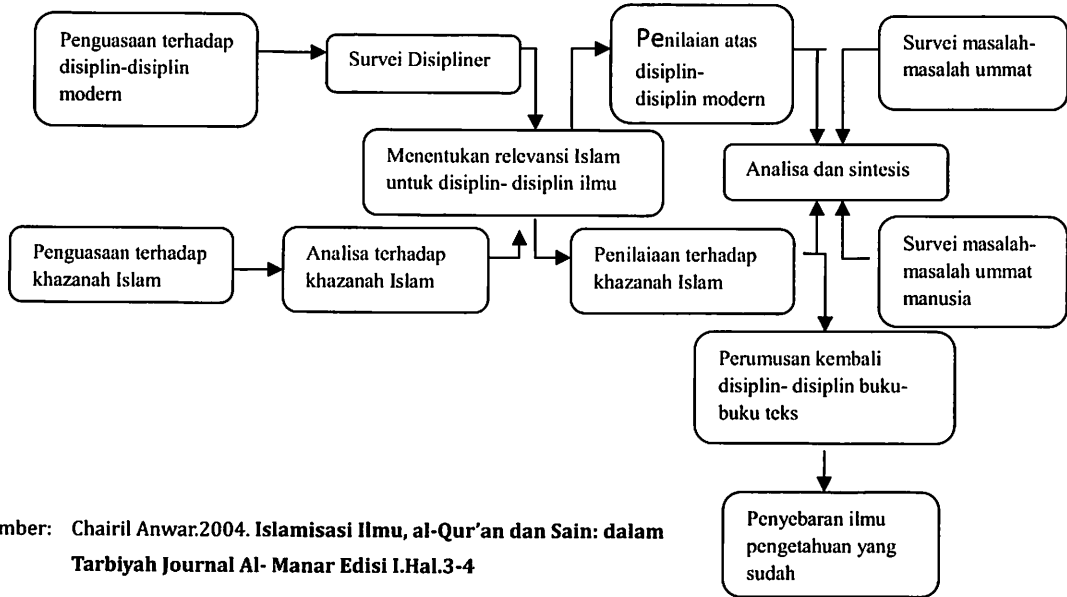 Penguasaan terhadap
disiplin-disiplin
modern
Survei Disipliner
Penilaian atas
disiplin-
disiplin modern
Survei masalah-
masalah ummat
Menentukan relevansi Islam
untuk disiplin- disiplin ilmu
Analisa dan sintesis
Penguasaan terhadap
khazanah Islam
Analisa terhadap
khazanah Islam
Penilaiaan terhadap
khazanah Islam
Survei masalah-
masalah ummat
manusia
Perumusan kembali
disiplin- disiplin buku-
buku teks
Penyebaran ilmu
pengetahuan yang
sudah
mber: Chairil Anwar.2004. Islamisasi Ilmu, al-Qur'an dan Sain: dalam
Tarbiyah Journal Al- Manar Edisi I.Hal.3-4